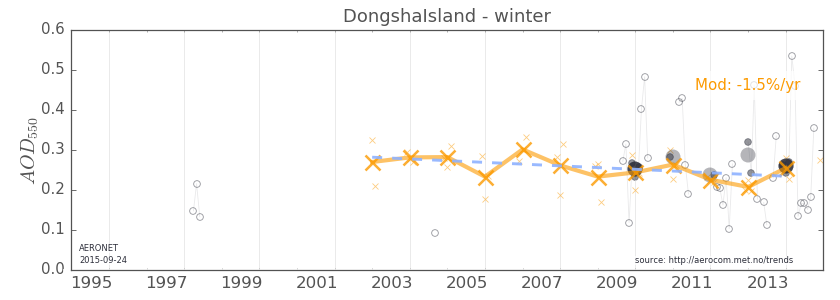 DongshaIsland - winter
0.6
0.5
0.4
0.3
0.2
0.1
0.0
AOD550
Mod: -1.5%/yr
AERONET
2015-09-24
source: http://aerocom.met.no/trends
1995 1997 1999 2001 2003 2005 2007 2009 2011 2013